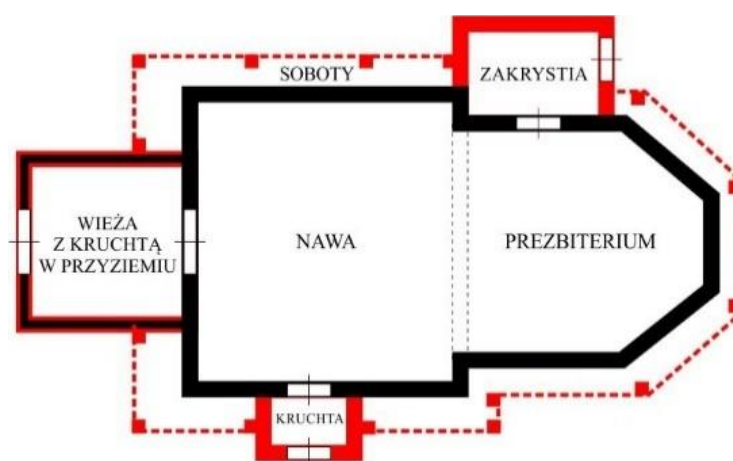 SOBOTY
ZAKRYSTIA
WIEŻA
Z KRUCHTĄ
W PRZYZIEMIU
NAWA
PREZBITERIUM
KRUCHTA